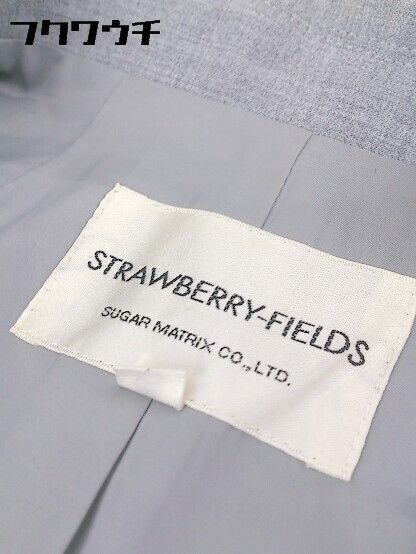 フクワウチ
STRAWBERRY-FIELDS
SUGAR MATRIX CO.,LTD.